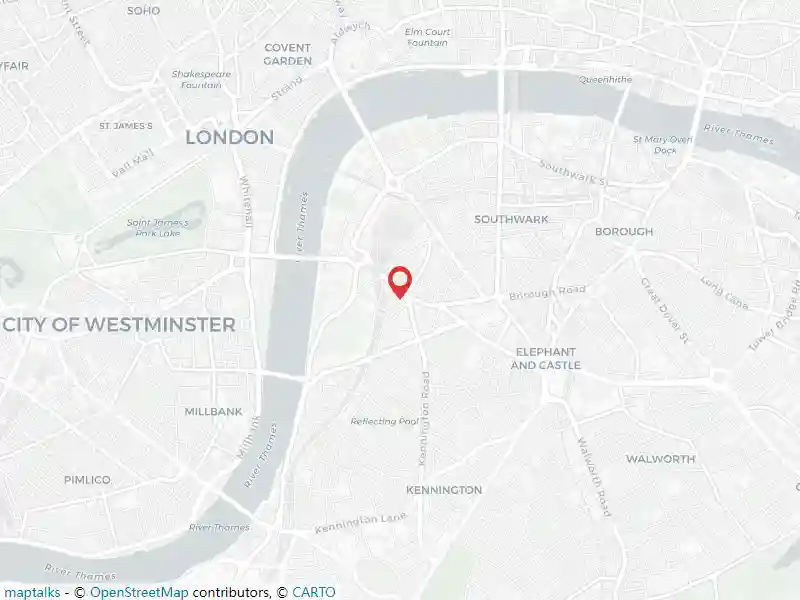 SOHO
COVENT
GARDEN
Aldwych
Elm Court
Fountain
Shakespeare
Fountain
Strand
Queenhithe
ST. JAMES'S
Pall Mall
LONDON
Whitehall
River Thames
St Mary Overi
Dock
River Thames
Southwark St
Saint James's
Park Lake
SOUTHWARK
BOROUGH
Borough Road
Great Dover St
Long Lane
Tower Bridge Ro
CITY OF WESTMINSTER
ELEPHANT
AND CASTLE
MILLBANK
Millbank
Reflecting Pool
Kennington Road
River Thames
Walworth Road
WALWORTH
PIMLICO
KENNINGTON
Kennington Lane
River Thames
River Thames
maptalks - © OpenStreetMap contributors, © CARTO